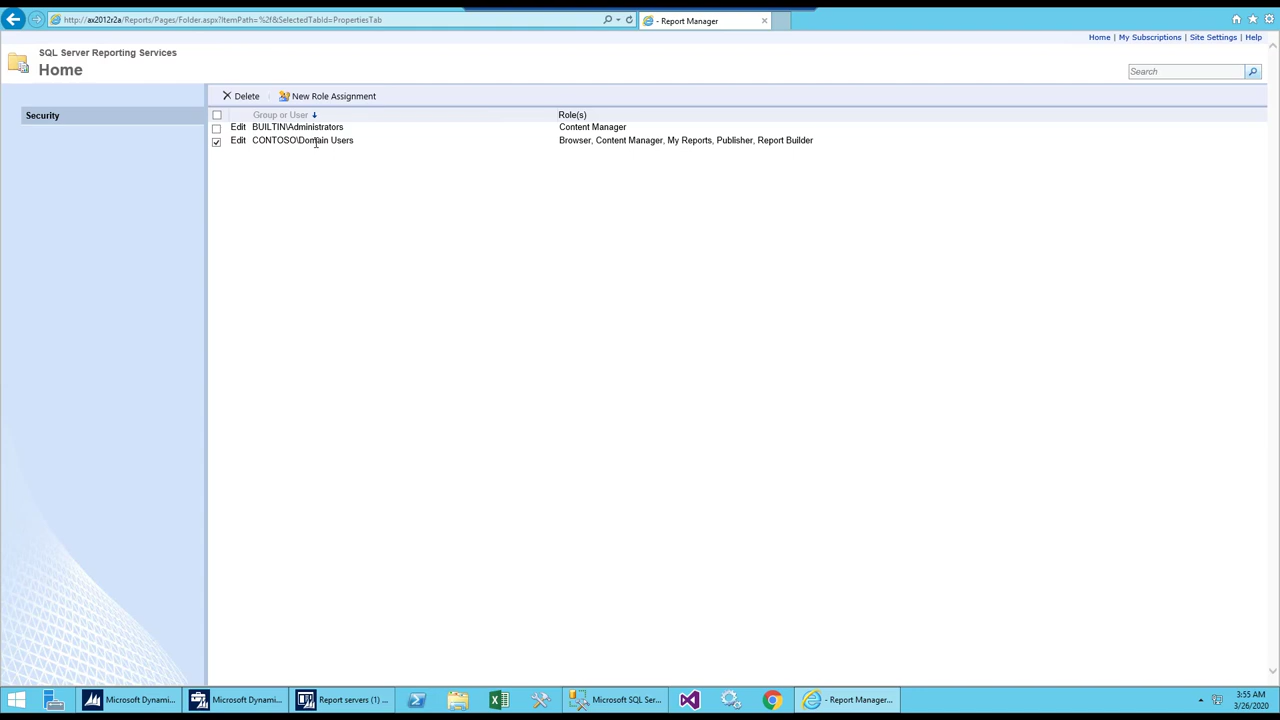 http://ax2012r2a/Reports/Pages/Folder.aspx?ItemPath=%2f&SelectedTabId=PropertiesTab
- Report Manager
Home | My Subscriptions | Site Settings | Help
SQL Server Reporting Services
Home
Search
Delete
New Role Assignment
Security
Group or User
Role(s)
Edit BUILTIN\Administrators Content Manager
Edit CONTOSO\Domain Users Browser, Content Manager, My Reports, Publisher, Report Builder
Microsoft Dynami...
Microsoft Dynami...
Report servers (1) ...
Microsoft SQL Ser...
- Report Manager...
3:55 AM
3/26/2020